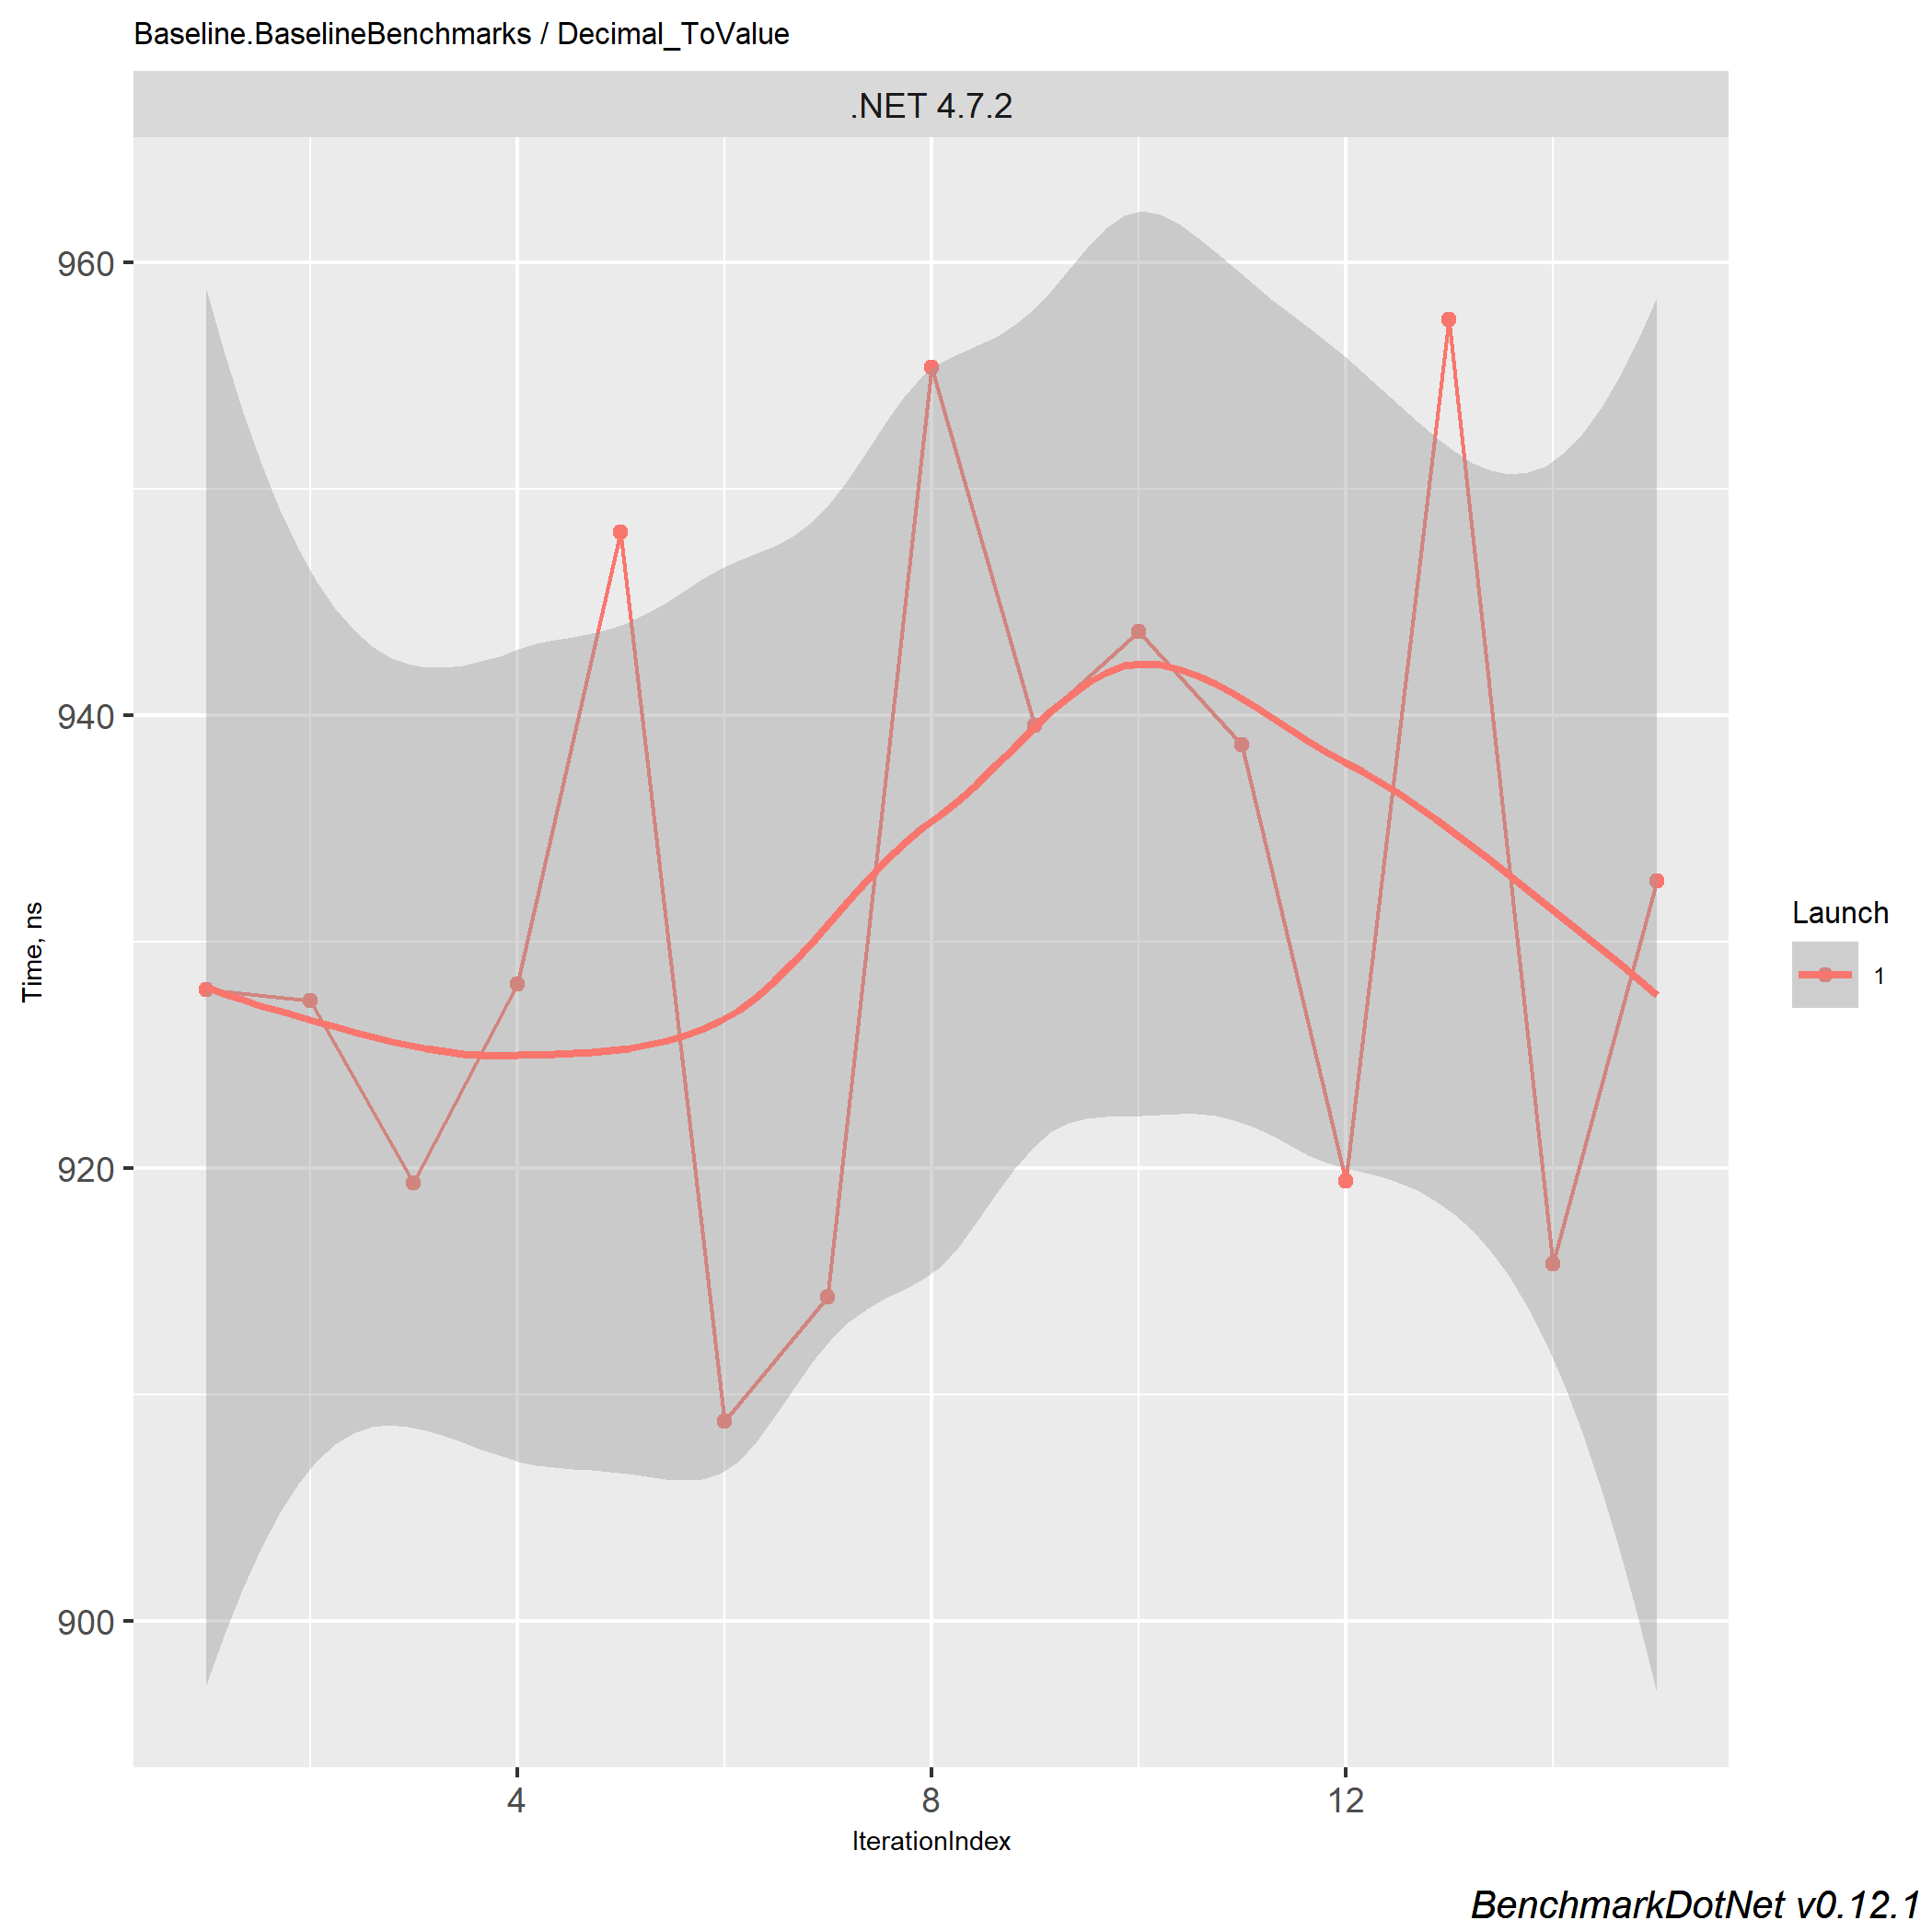 Baseline.BaselineBenchmarks / Decimal_ToValue
.NET 4.7.2
960
940
920
900
Time, ns
4
8
12
IterationIndex
Launch
1
BenchmarkDotNet v0.12.1